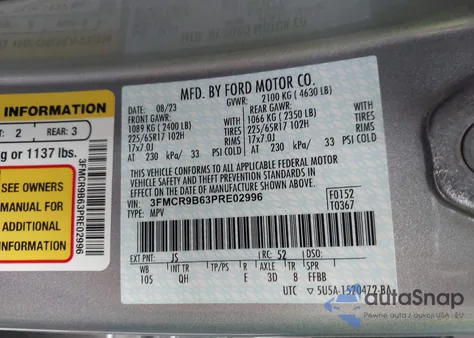 INFORMATION
2 REAR: 3
g or 1137 lbs.
SEE OWNERS
MANUAL FOR
ADDITIONAL
INFORMATION
3FMCR9B63PRE02996
MFD. BY FORD MOTOR CO.
08/23 GVWR: 2100 KG ( 4630 LB)
FRONT GAWR: REAR GAWR:
1089 KG ( 2400 LB) 1066 KG ( 2350 LB)
225/65R17 102H TIRES 225/65R17 102H TIRES
17x7.0J RIMS 17x7.0J RIMS
AT 230 kPa/ 33 PSI COLD AT 230 kPa/ 33 PSI COLD
THIS VEHICLE CONFORMS TO ALL APPLICABLE FEDERAL MOTOR
VEHICLE SAFETY AND THEFT PREVENTION STANDARDS IN EFFECT ON
THE DATE OF MANUFACTURE SHOWN ABOVE.
VIN: 3FMCR9B63PRE02996 F0152
TYPE: MPV T0367
EXT PNT: JS RC: 52 DSO:
WB INT TR TP/PS R AXLE TR SPR
105 QH E 3D 8 FFBB
UTC 5U5A-1520472-BA
autoSnap
Pewne auta z aukcji USA i EU